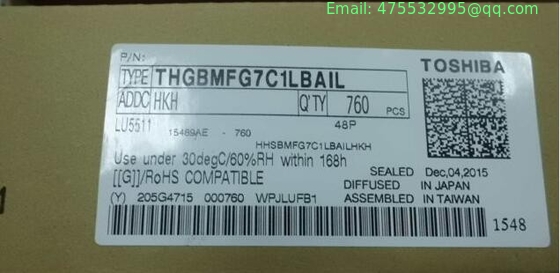 Email: 475532995@qq.com
P/N:
TYPE THGBMFG7C1LBAIL
TOSHIBA
ADDC HKH Q'TY 760 PCS
LU5511 15489AE - 760 48P
HHSBMFG7C1LBAILHKH
Use under 30degC/60%RH within 168h
[[G]]/RoHS COMPATIBLE
SEALED Dec,04,2015
DIFFUSED IN JAPAN
ASSEMBLED IN TAIWAN
(Y) 205G4715 000760 WPJLUFB1
1548